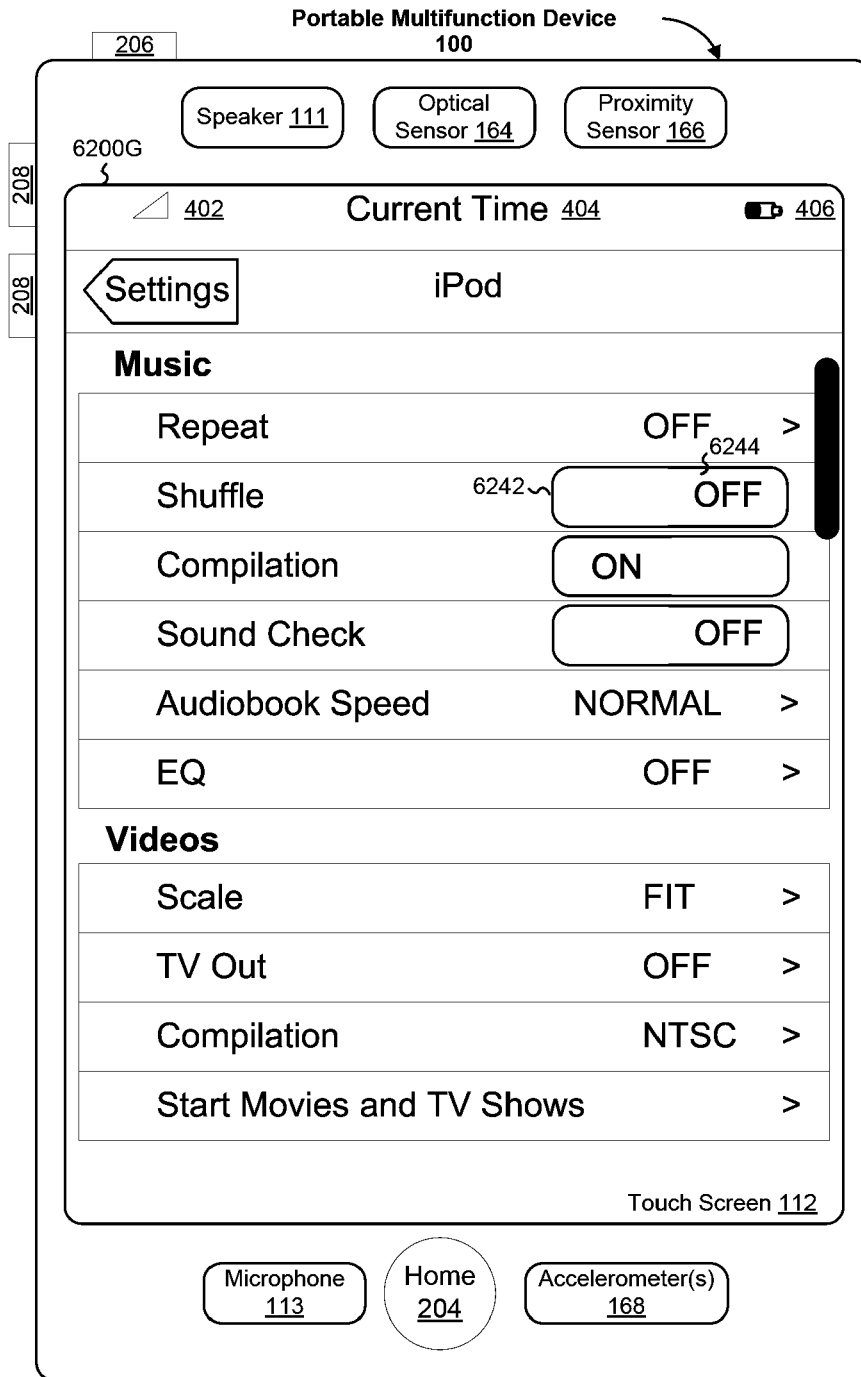 Portable Multifunction Device
100
206
Speaker 111
Optical
Sensor 164
Proximity
Sensor 166
6200G
208
208
402
Current Time 404
406
Settings
iPod
Music
Repeat OFF >
6244
Shuffle 6242 OFF
Compilation ON
Sound Check OFF
Audiobook Speed NORMAL >
EQ OFF >
Videos
Scale FIT >
TV Out OFF >
Compilation NTSC >
Start Movies and TV Shows >
Touch Screen 112
Microphone
113
Home
204
Accelerometer(s)
168